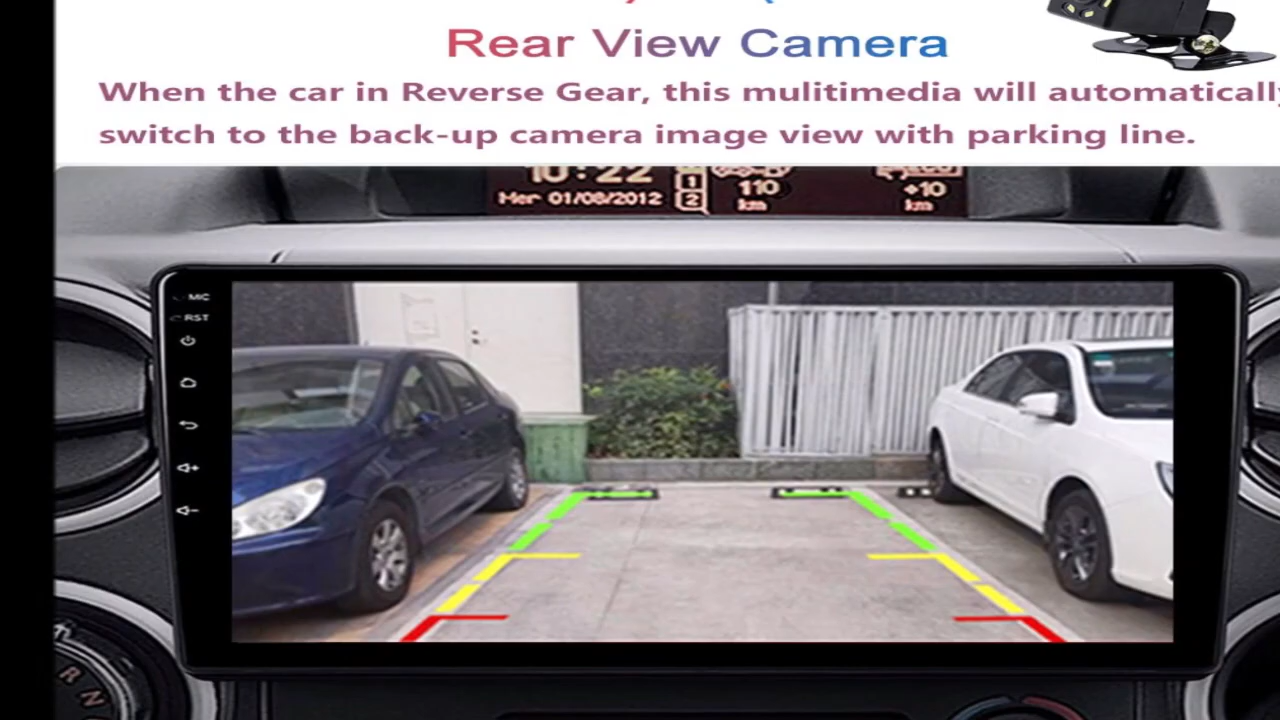 Rear View Camera
When the car in Reverse Gear, this mulitimedia will automatically
switch to the back-up camera image view with parking line.
10:22
1 110 +10
Mer 01/08/2012 2 km km
MIC
RST
R N